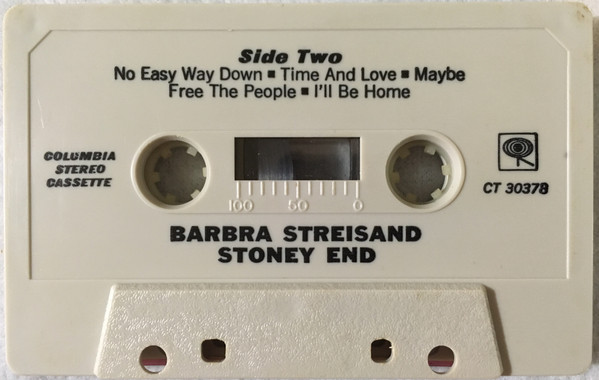 Side Two
No Easy Way Down ▪ Time And Love ▪ Maybe
Free The People ▪ I'll Be Home
COLUMBIA
STEREO
CASSETTE
CT 30378
100 50 0
BARBRA STREISAND
STONEY END